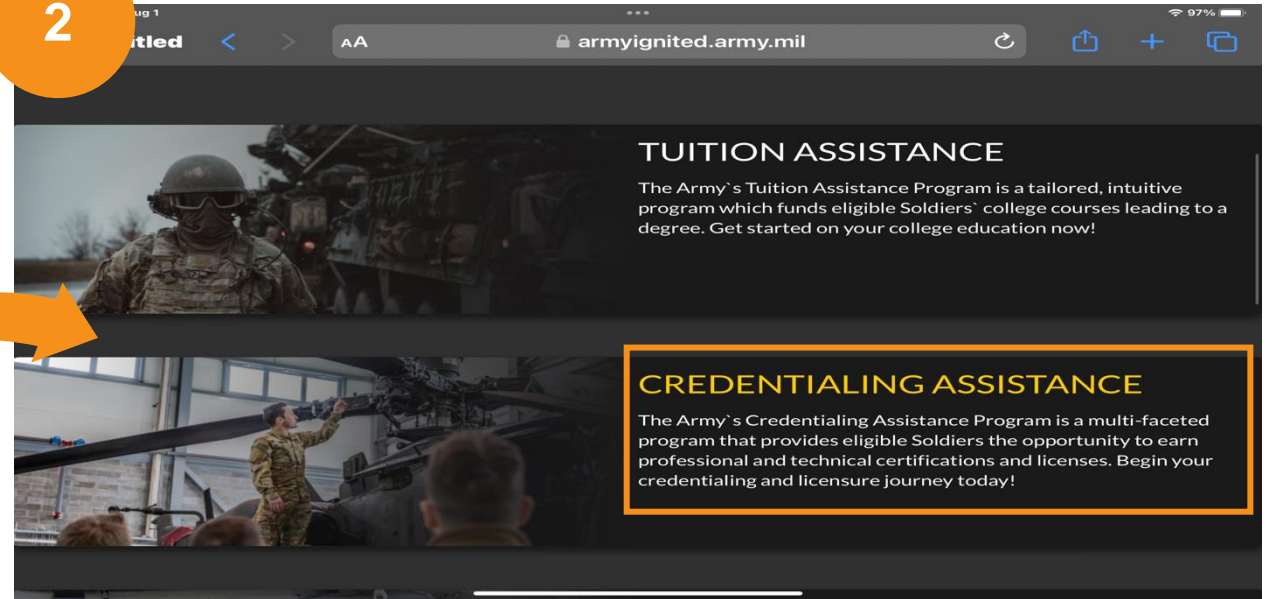 2
ug 1
97%
itled
AA
armyignited.army.mil
TUITION ASSISTANCE
The Army`s Tuition Assistance Program is a tailored, intuitive
program which funds eligible Soldiers` college courses leading to a
degree. Get started on your college education now!
CREDENTIALING ASSISTANCE
The Army`s Credentialing Assistance Program is a multi-faceted
program that provides eligible Soldiers the opportunity to earn
professional and technical certifications and licenses. Begin your
credentialing and licensure journey today!